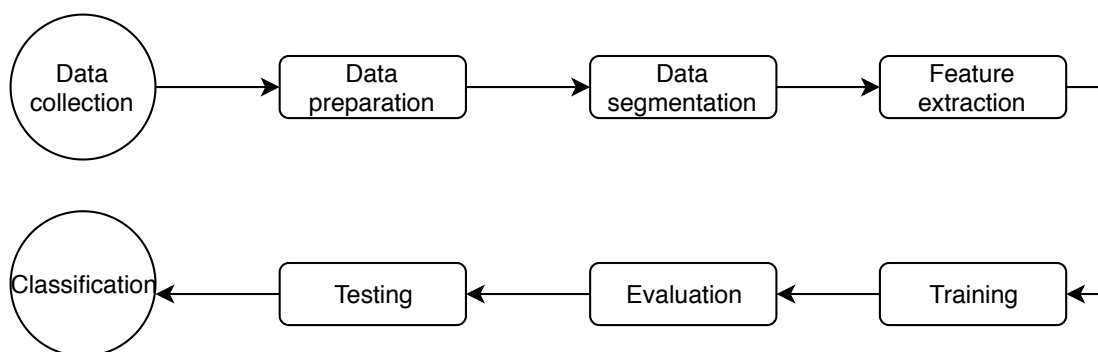 Data
collection
Data
preparation
Data
segmentation
Feature
extraction
Classification
Testing
Evaluation
Training